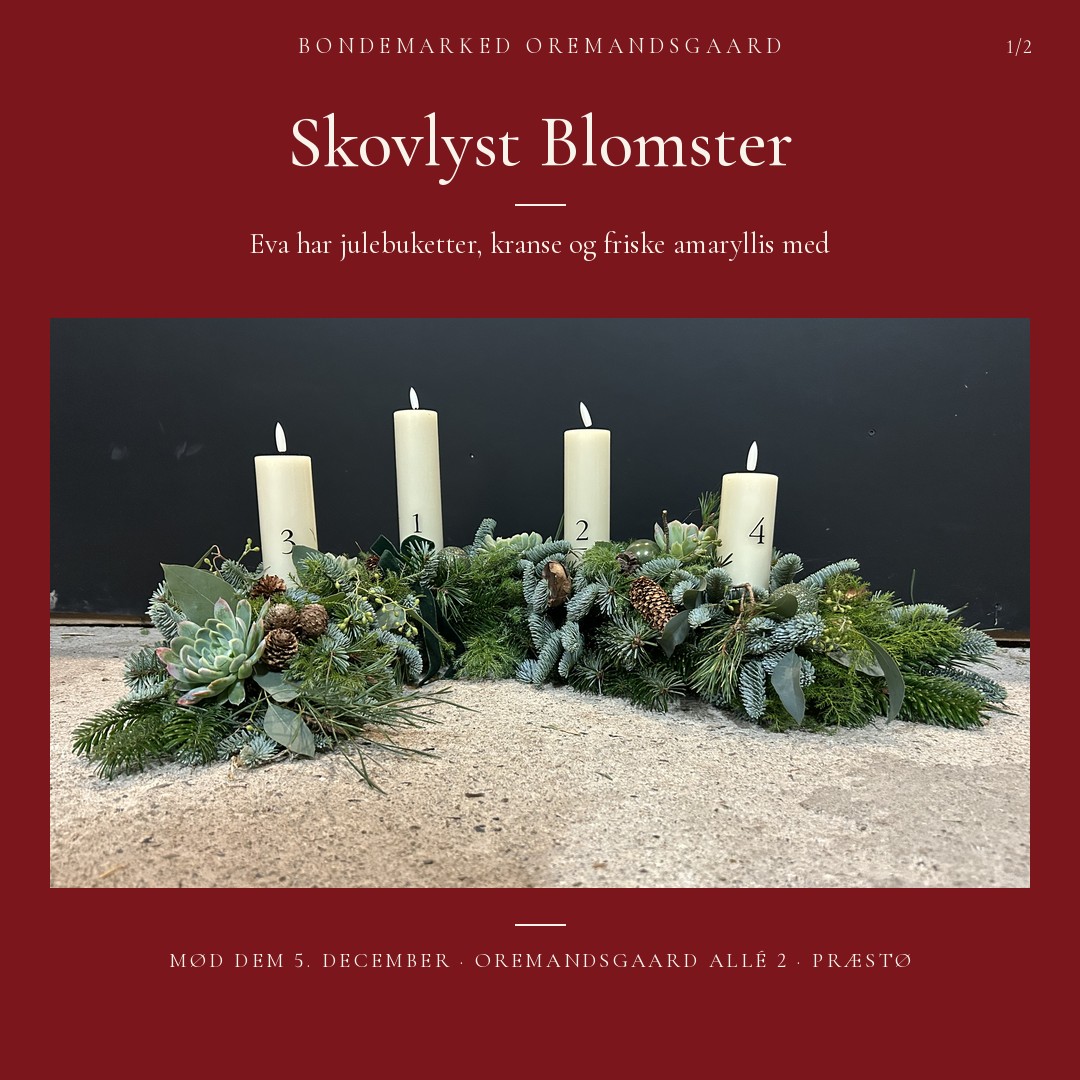 BONDEMARKED OREMANDSGAARD
1/2
Skovlyst Blomster
Eva har julebuketter, kranse og friske amaryllis med
3
1
2
4
MØD DEM 5. DECEMBER · OREMANDSGAARD ALLÉ 2 · PRÆSTØ